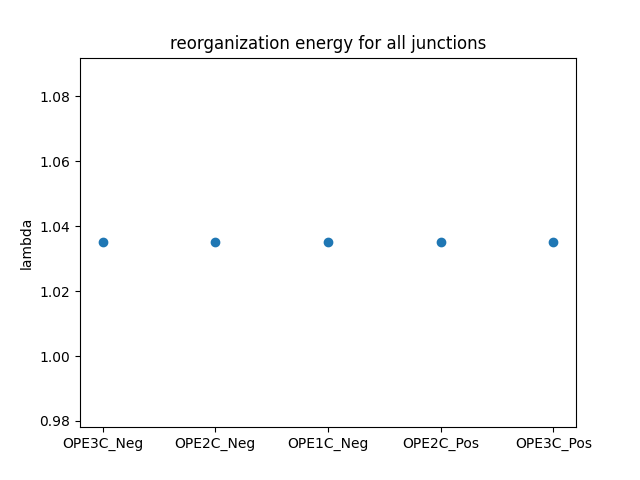 reorganization energy for all junctions
lambda
1.08
1.06
1.04
1.02
1.00
0.98
OPE3C_Neg OPE2C_Neg OPE1C_Neg OPE2C_Pos OPE3C_Pos